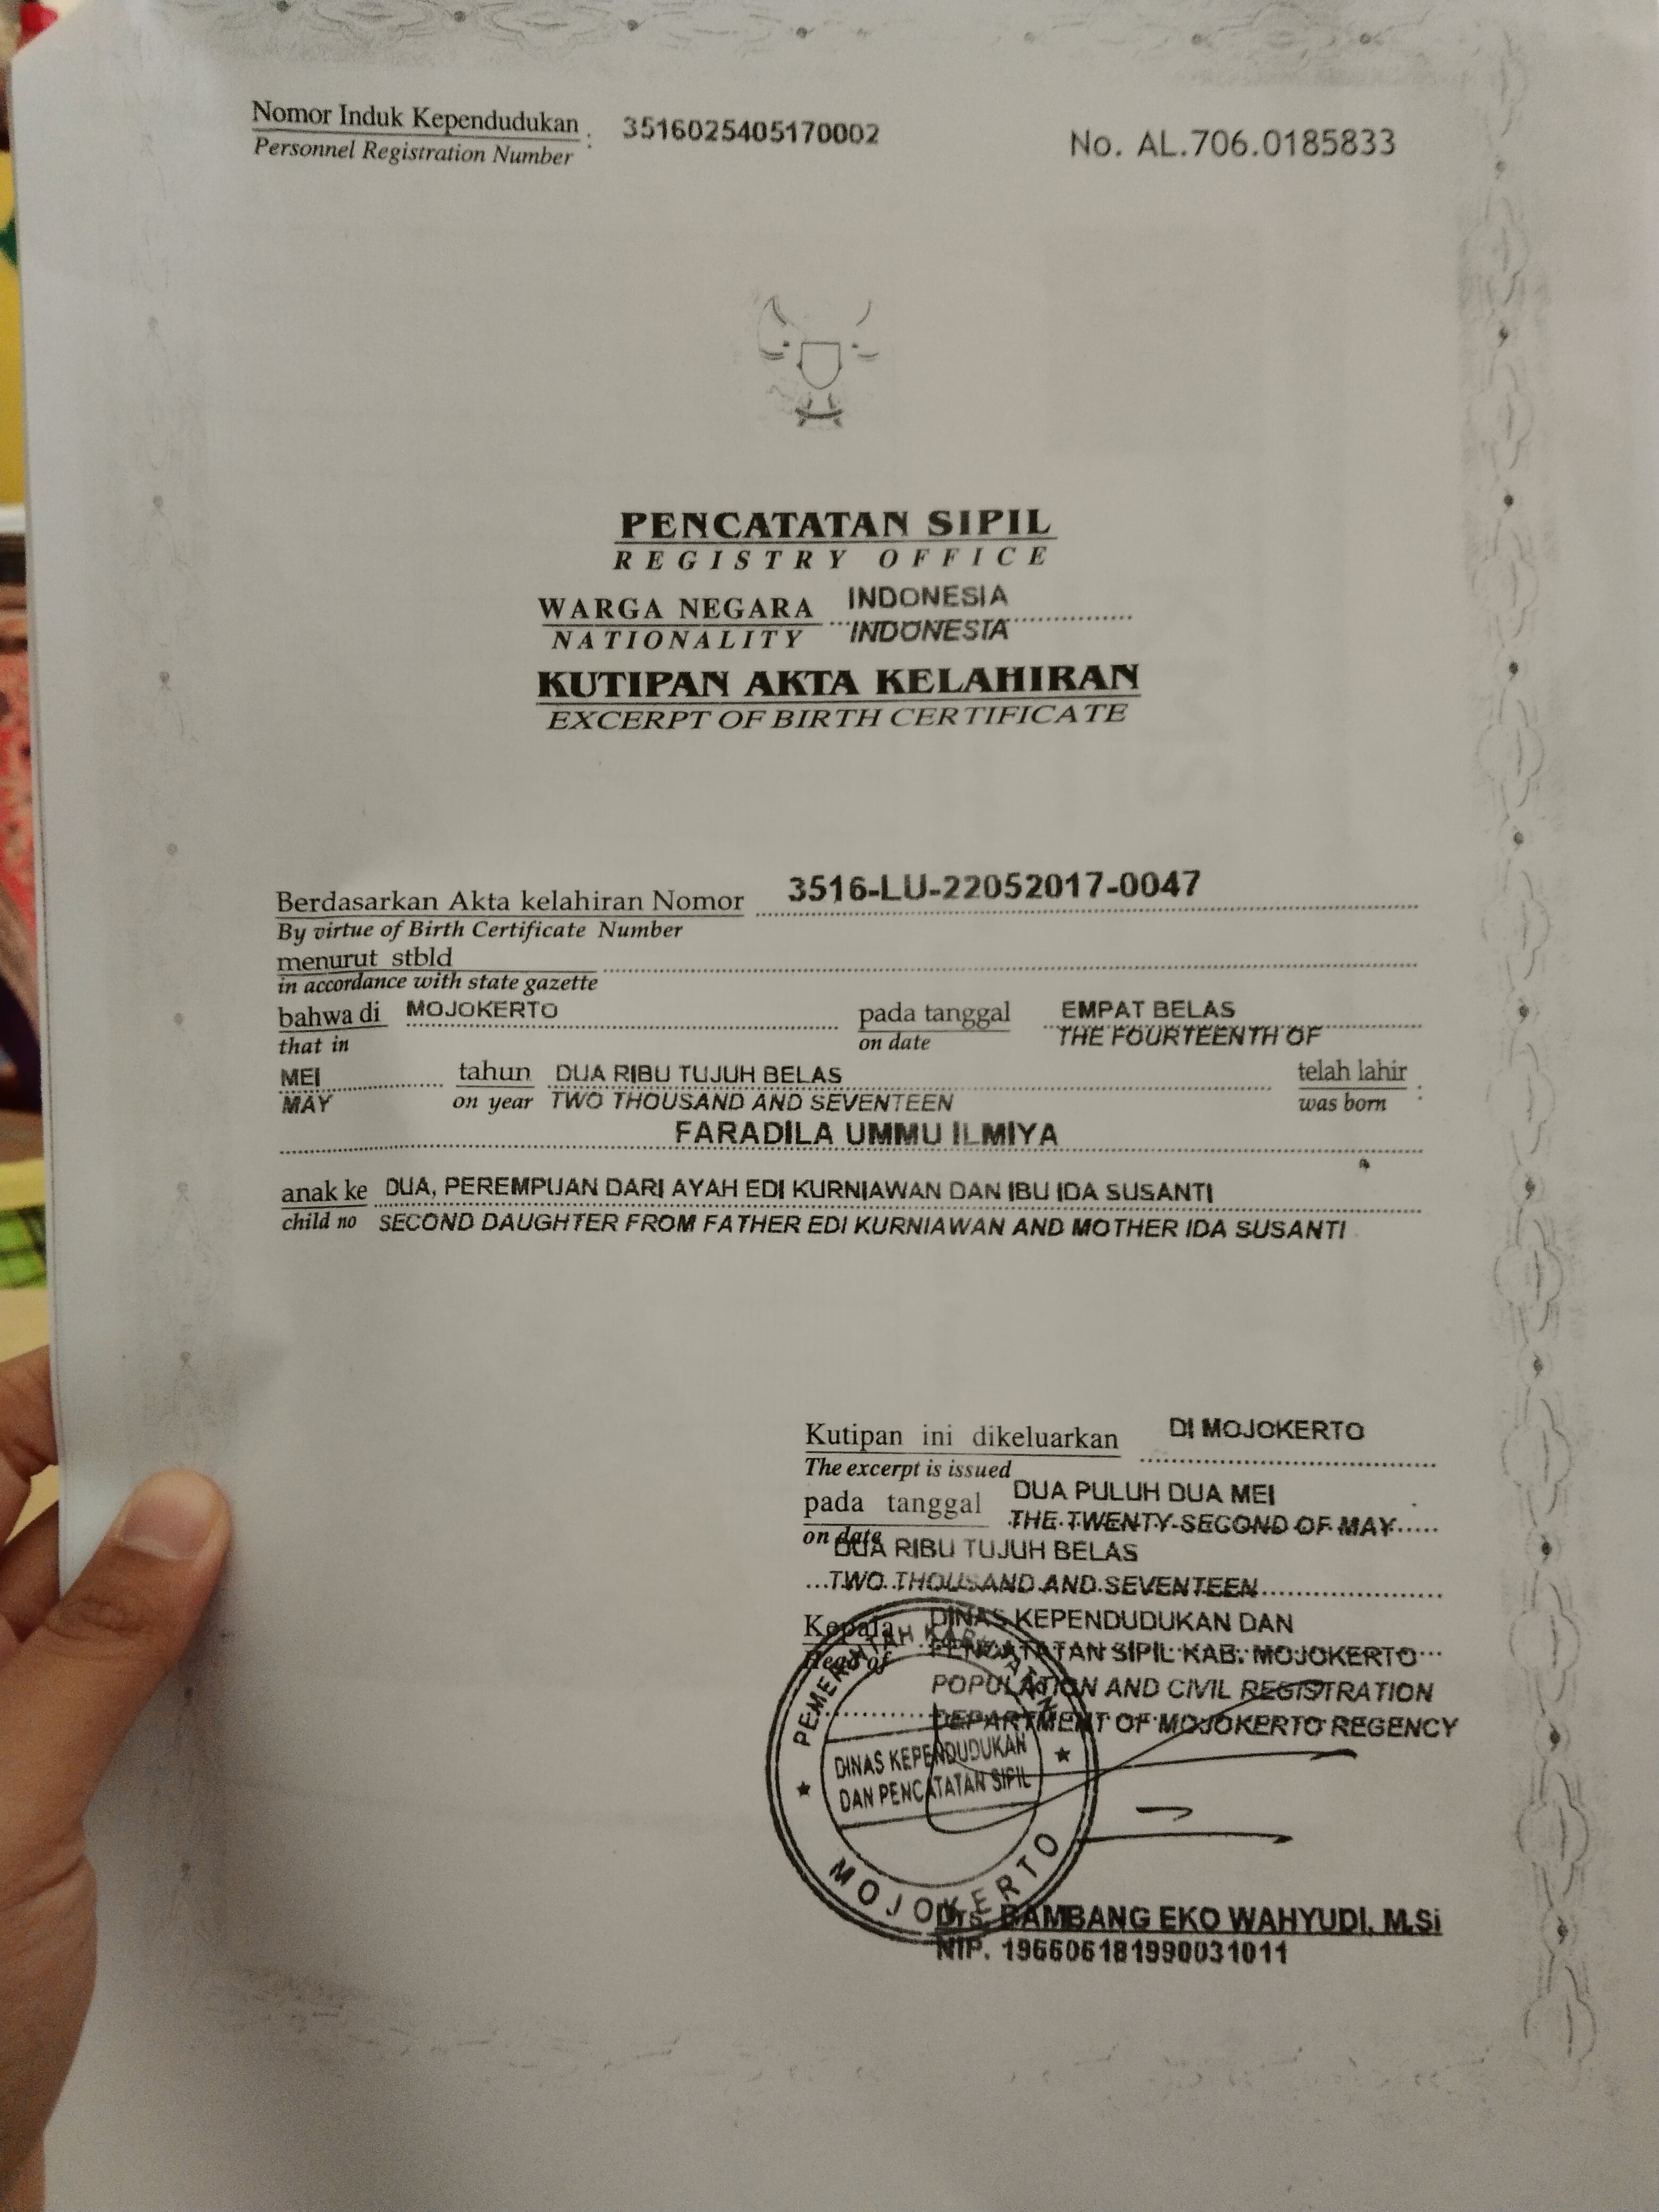 Nomor Induk Kependudukan : 3516025405170002 No. AL.706.0185833
Personnel Registration Number
PENCATATAN SIPIL
REGISTRY OFFICE
WARGA NEGARA INDONESIA
NATIONALITY INDONESIA
KUTIPAN AKTA KELAHIRAN
EXCERPT OF BIRTH CERTIFICATE
Berdasarkan Akta kelahiran Nomor 3516-LU-22052017-0047
By virtue of Birth Certificate Number
menurut stbld
in accordance with state gazette
bahwa di MOJOKERTO pada tanggal EMPAT BELAS
that in on date THE FOURTEENTH OF
MEI tahun DUA RIBU TUJUH BELAS telah lahir :
MAY on year TWO THOUSAND AND SEVENTEEN was born
FARADILA UMMU ILMIYA
anak ke DUA, PEREMPUAN DARI AYAH EDI KURNIAWAN DAN IBU IDA SUSANTI
child no SECOND DAUGHTER FROM FATHER EDI KURNIAWAN AND MOTHER IDA SUSANTI
Kutipan ini dikeluarkan DI MOJOKERTO
The excerpt is issued
pada tanggal DUA PULUH DUA MEI
on date THE TWENTY-SECOND OF MAY
DUA RIBU TUJUH BELAS
TWO THOUSAND AND SEVENTEEN
Kepala DINAS KEPENDUDUKAN DAN
Head of PENCATATAN SIPIL KAB. MOJOKERTO
POPULATION AND CIVIL REGISTRATION
DEPARTMENT OF MOJOKERTO REGENCY
PEMERINTAH KABUPATEN
DINAS KEPENDUDUKAN
DAN PENCATATAN SIPIL
MOJOKERTO
Drs. BAMBANG EKO WAHYUDI, M.Si
NIP. 196606181990031011